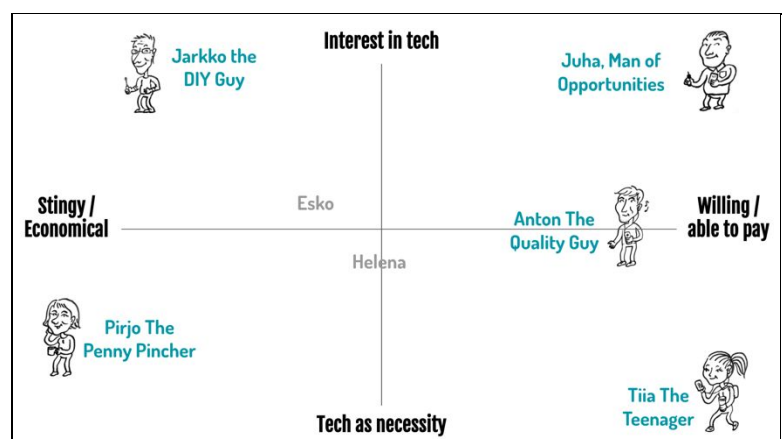 Interest in tech
Jarkko the
DIY Guy
Juha, Man of
Opportunities
Esko
Stingy /
Economical
Anton The
Quality Guy
Willing /
able to pay
Helena
Pirjo The
Penny Pincher
Tiia The
Teenager
Tech as necessity